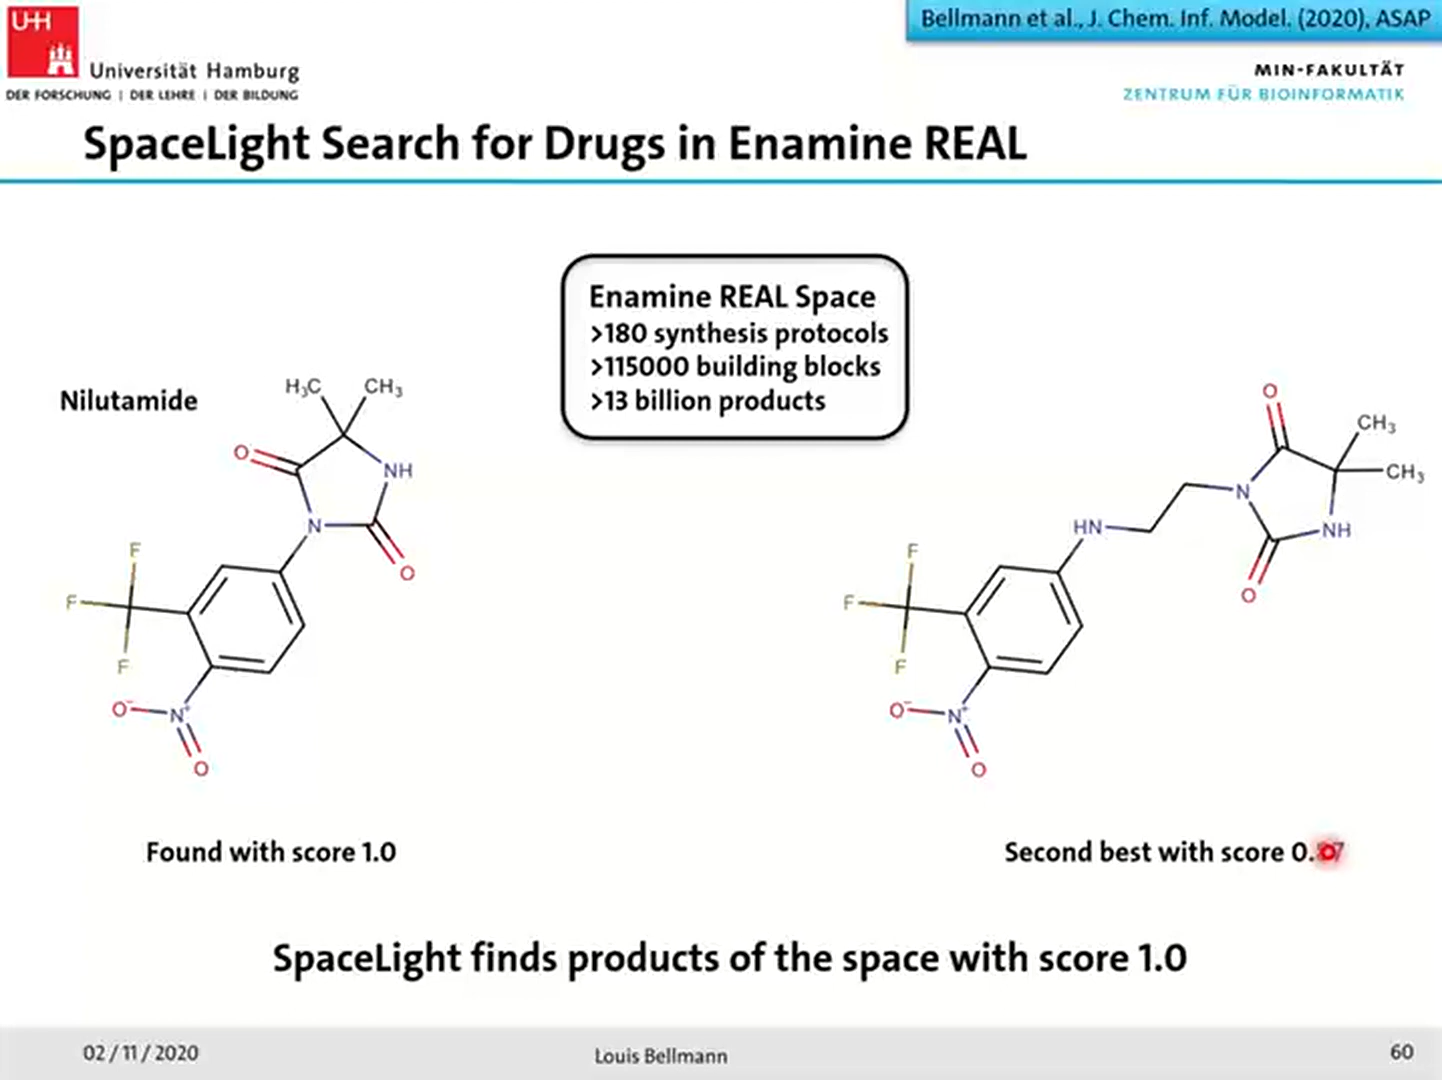 Bellmann et al., J. Chem. Inf. Model. (2020), ASAP
UHH
Universität Hamburg
DER FORSCHUNG | DER LEHRE | DER BILDUNG
MIN-FAKULTÄT
ZENTRUM FÜR BIOINFORMATIK
SpaceLight Search for Drugs in Enamine REAL
Enamine REAL Space
>180 synthesis protocols
>115000 building blocks
>13 billion products
Nilutamide
H₃C CH₃
O NH
N
O
F
F
F
O⁻ N⁺
O
O
CH₃
CH₃
N
HN NH
O
F
F
F
O⁻ N⁺
O
Found with score 1.0
Second best with score
SpaceLight finds products of the space with score 1.0
02 / 11 / 2020
Louis Bellmann
60